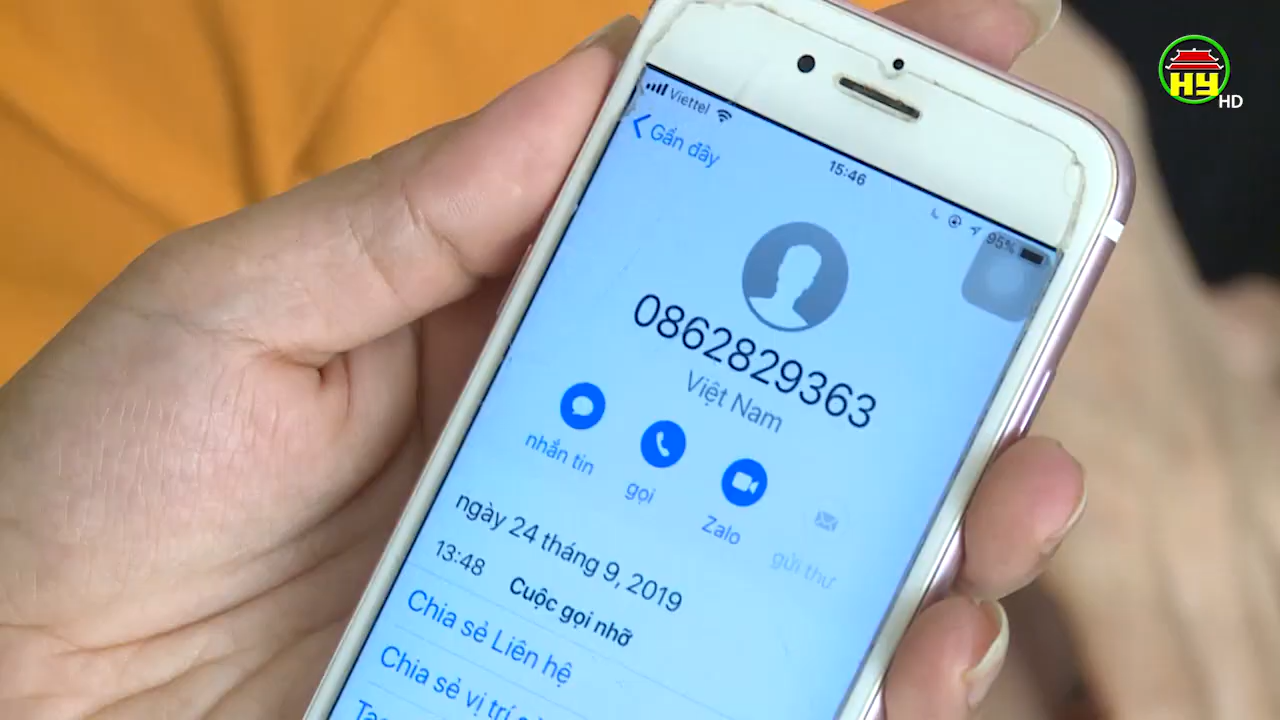 HY
HD
Viettel
15:46
95%
Gần đây
0862829363
Việt Nam
nhắn tin
gọi
Zalo
gửi thư
ngày 24 tháng 9, 2019
13:48 Cuộc gọi nhỡ
Chia sẻ Liên hệ
Chia sẻ vị trí